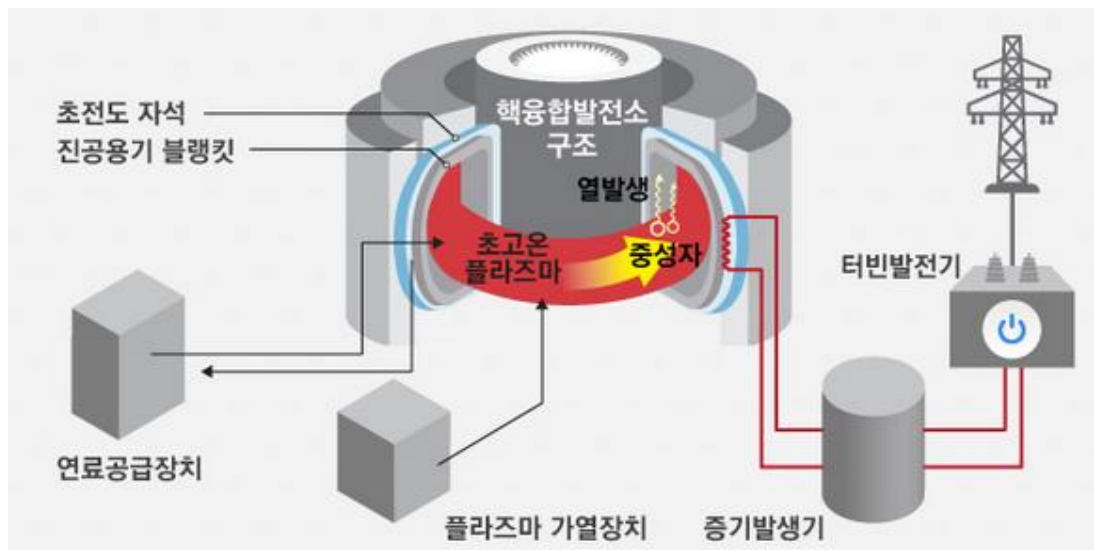 초전도 자석
진공용기 블랭킷
핵융합발전소
구조
열발생
초고온
플라즈마
중성자
터빈발전기
연료공급장치
플라즈마 가열장치
증기발생기